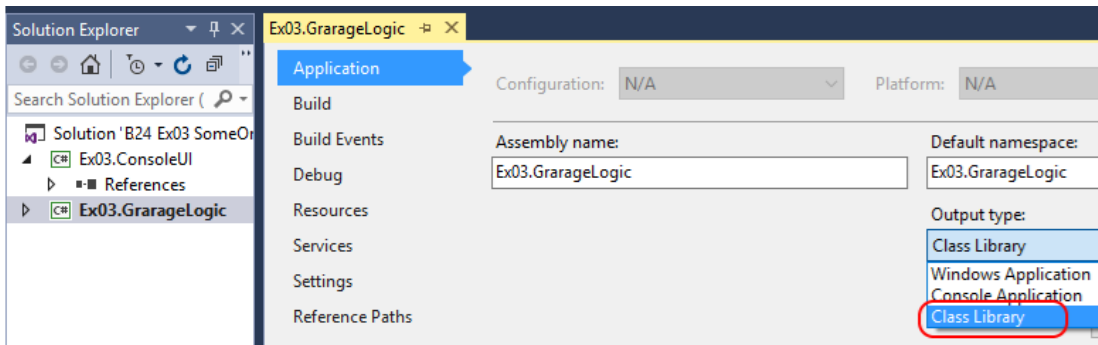 Solution Explorer
Search Solution Explorer (
Solution 'B24 Ex03 SomeOr
C# Ex03.ConsoleUI
References
C# Ex03.GrarageLogic
Ex03.GrarageLogic
Application
Build
Build Events
Debug
Resources
Services
Settings
Reference Paths
Configuration: N/A
Platform: N/A
Assembly name:
Ex03.GrarageLogic
Default namespace:
Ex03.GrarageLogic
Output type:
Class Library
Windows Application
Console Application
Class Library